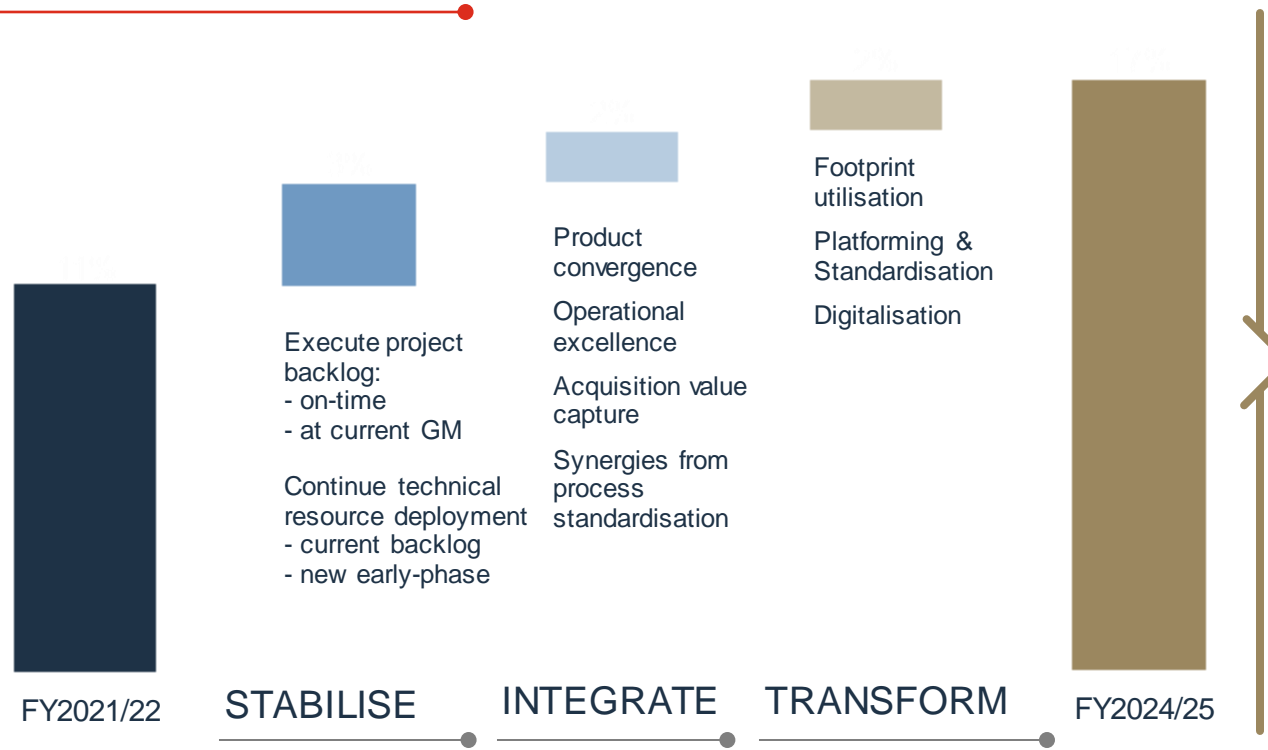 Execute project
backlog:
- on-time
- at current GM
Continue technical
resource deployment
- current backlog
- new early-phase
Product
convergence
Operational
excellence
Acquisition value
capture
Synergies from
process
standardisation
Footprint
utilisation
Platforming &
Standardisation
Digitalisation
FY2021/22
STABILISE
INTEGRATE
TRANSFORM
FY2024/25